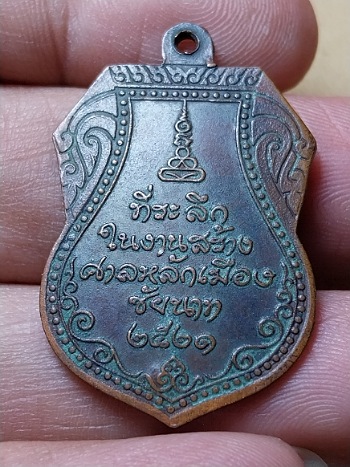 ที่ระลึก
ในงานสร้าง
ศาลหลักเมือง
ชัยนาท
๒๕๒๑